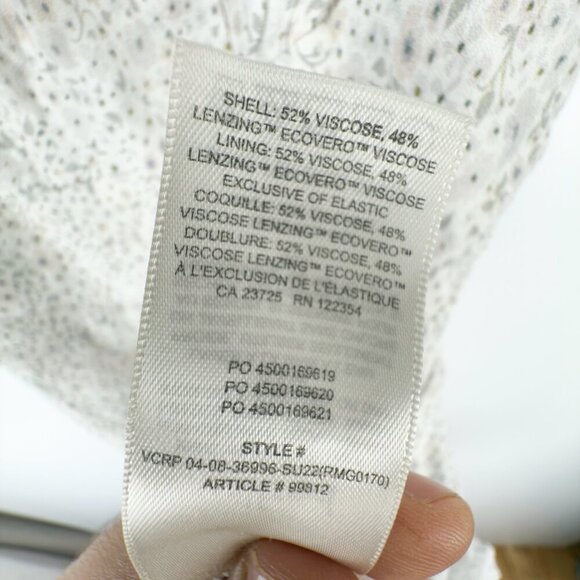 SHELL: 52% VISCOSE, 48%
LENZING™ ECOVERO™ VISCOSE
LINING: 52% VISCOSE, 48%
LENZING™ ECOVERO™ VISCOSE
EXCLUSIVE OF ELASTIC
COQUILLE: 52% VISCOSE, 48%
VISCOSE LENZING™ ECOVERO™
DOUBLURE: 52% VISCOSE, 48%
VISCOSE LENZING™ ECOVERO™
À L'EXCLUSION DE L'ÉLASTIQUE
CA 23725 RN 122354
PO 4500169619
PO 4500169620
PO 4500169621
STYLE #
VCRP 04-08-36996-SU22(RMG0170)
ARTICLE # 99812